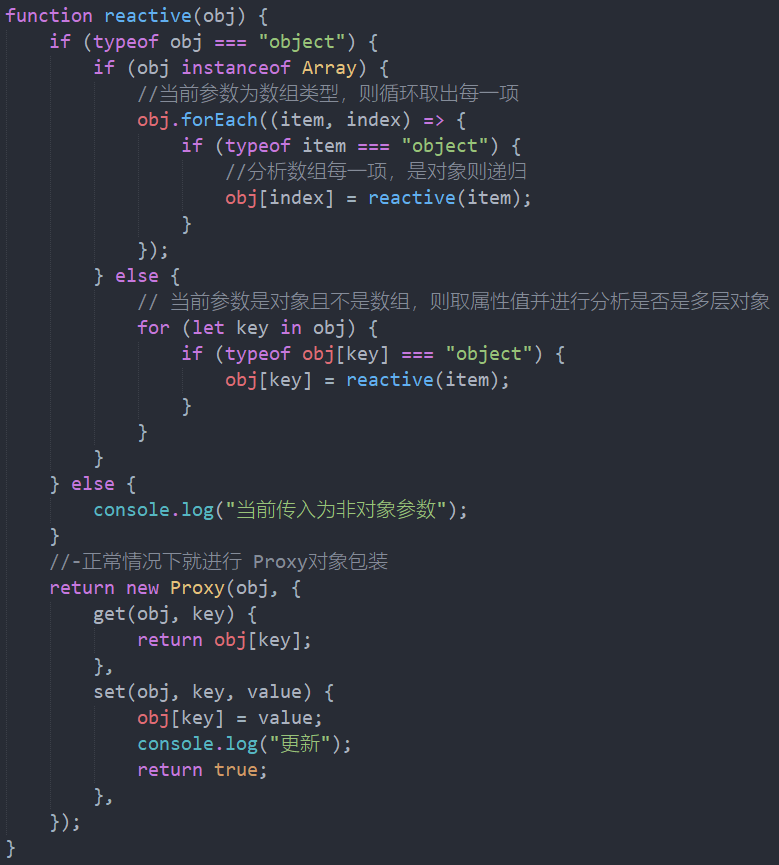 function reactive(obj) {
    if (typeof obj === "object") {
        if (obj instanceof Array) {
            //当前参数为数组类型，则循环取出每一项
            obj.forEach((item, index) => {
                if (typeof item === "object") {
                    //分析数组每一项，是对象则递归
                    obj[index] = reactive(item);
                }
            });
        } else {
            // 当前参数是对象且不是数组，则取属性值并进行分析是否是多层对象
            for (let key in obj) {
                if (typeof obj[key] === "object") {
                    obj[key] = reactive(item);
                }
            }
        }
    } else {
        console.log("当前传入为非对象参数");
    }
    //-正常情况下就进行 Proxy对象包装
    return new Proxy(obj, {
        get(obj, key) {
            return obj[key];
        },
        set(obj, key, value) {
            obj[key] = value;
            console.log("更新");
            return true;
        },
    });
}